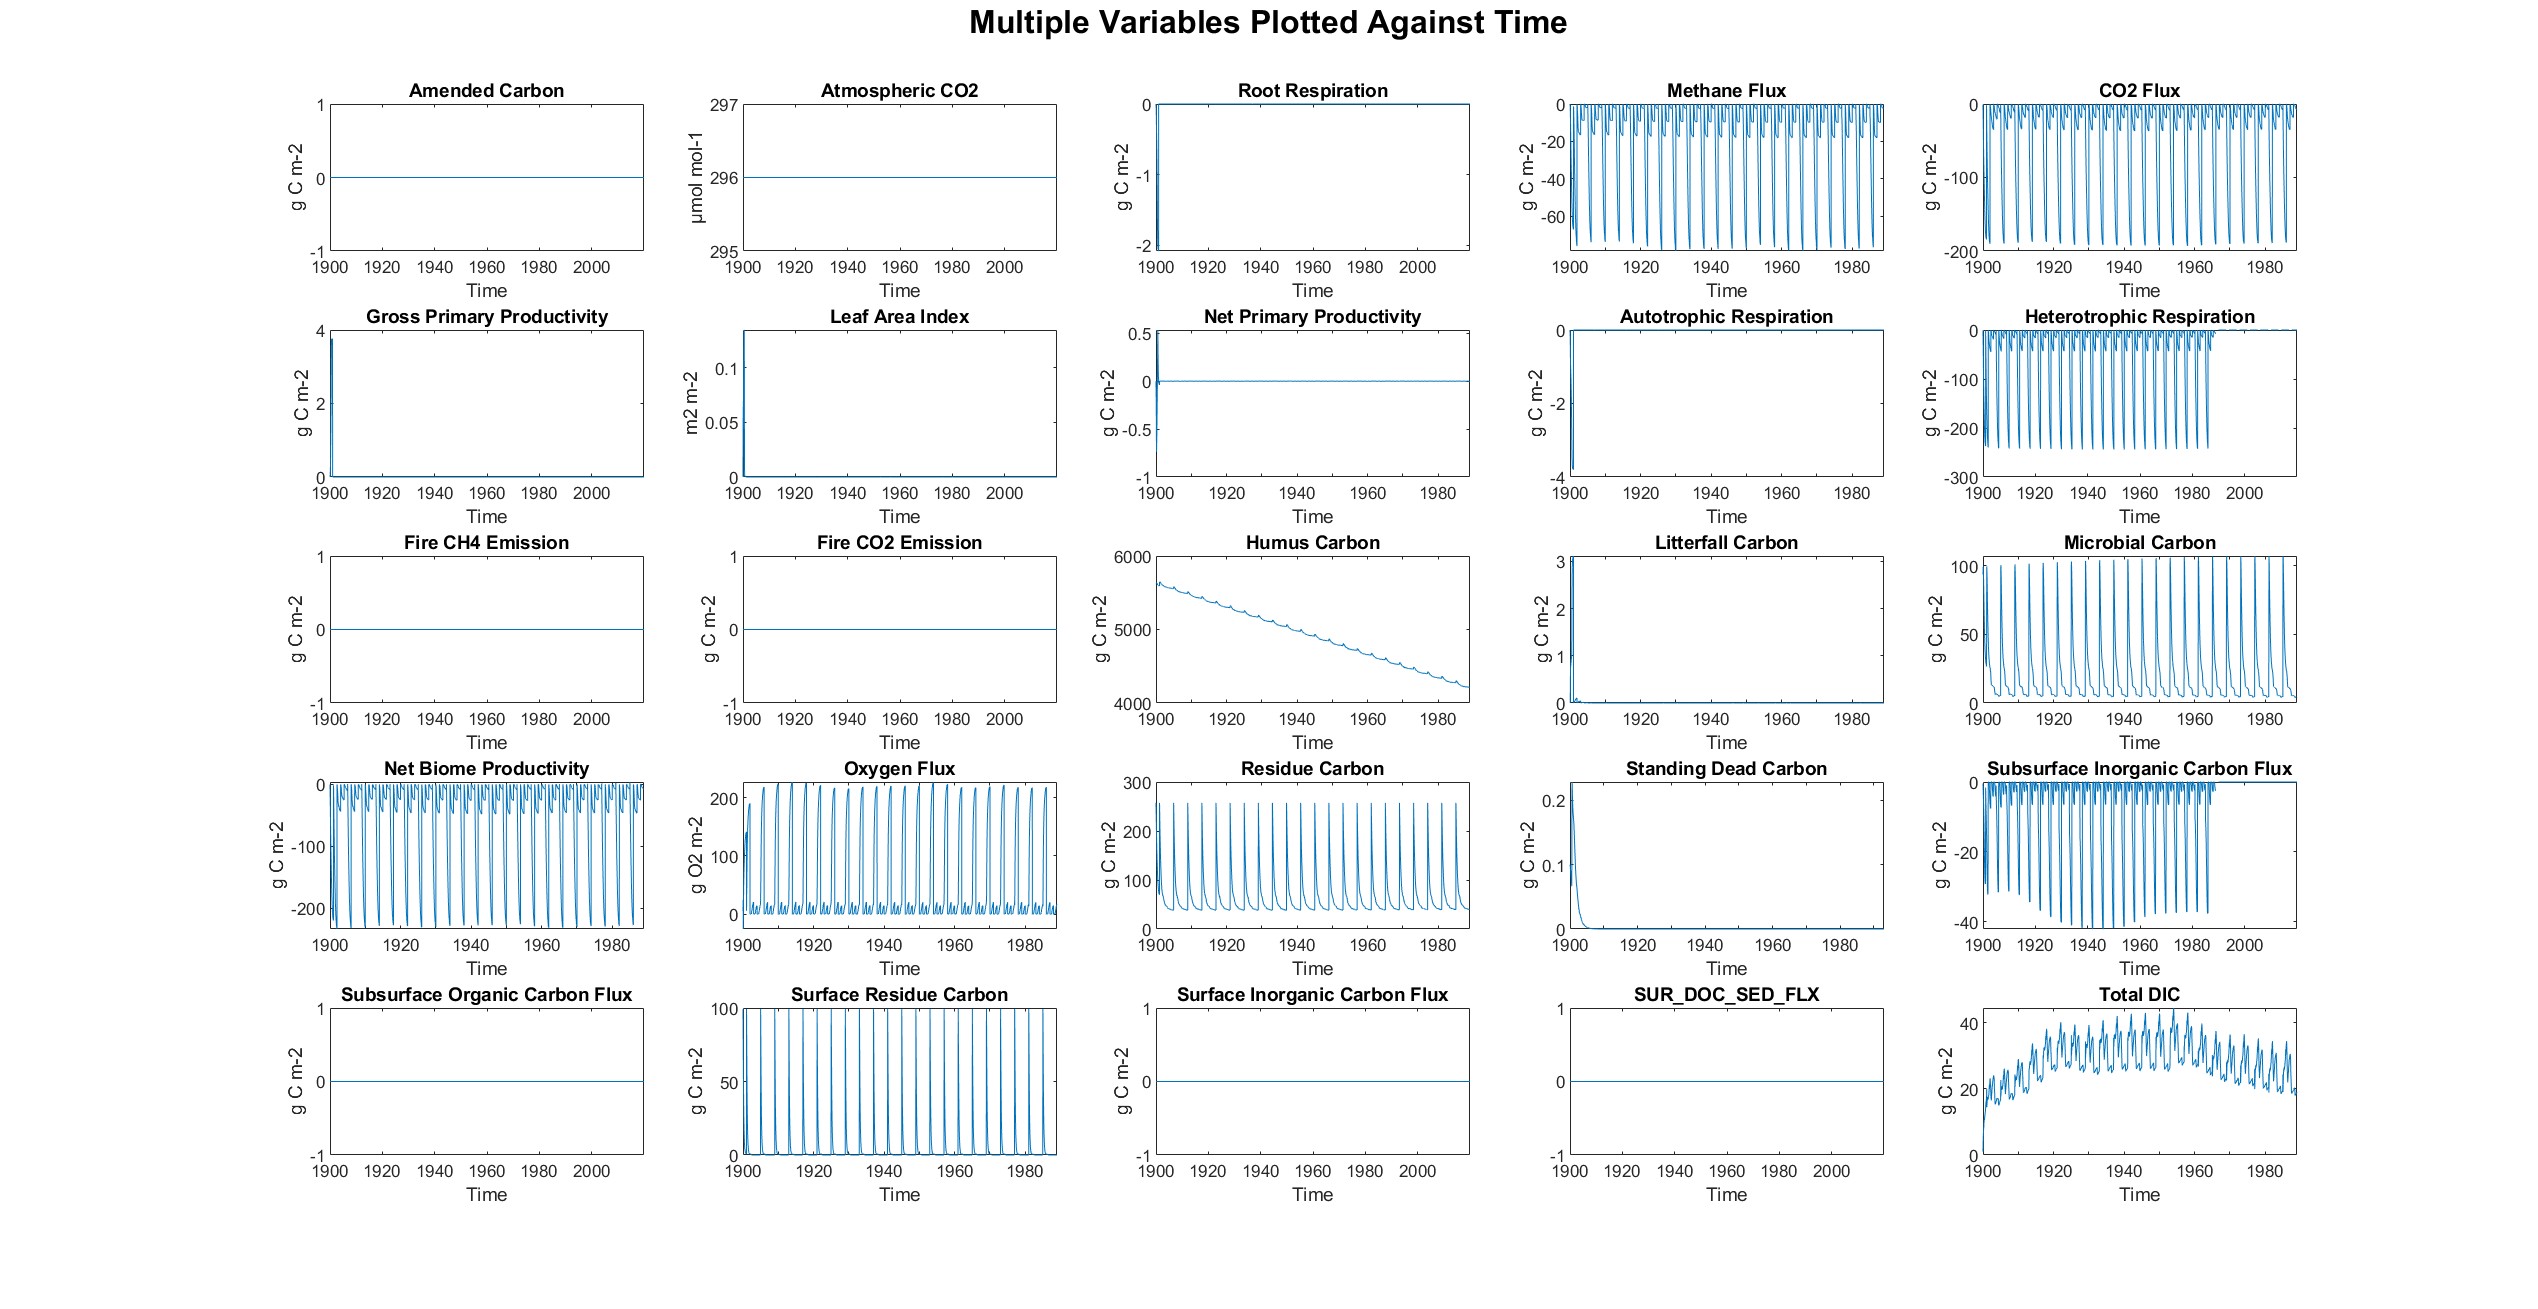 Multiple Variables Plotted Against Time
Amended Carbon
1
0
-1
g C m-2
1900 1920 1940 1960 1980 2000
Time
Atmospheric CO2
297
296
295
µmol mol-1
1900 1920 1940 1960 1980 2000
Time
Root Respiration
0
-1
-2
g C m-2
1900 1920 1940 1960 1980 2000
Time
Methane Flux
0
-20
-40
-60
g C m-2
1900 1920 1940 1960 1980
Time
CO2 Flux
0
-100
-200
g C m-2
1900 1920 1940 1960 1980
Time
Gross Primary Productivity
4
2
0
g C m-2
1900 1920 1940 1960 1980 2000
Time
Leaf Area Index
0.1
0.05
0
m2 m-2
1900 1920 1940 1960 1980 2000
Time
Net Primary Productivity
0.5
0
-0.5
-1
g C m-2
1900 1920 1940 1960 1980
Time
Autotrophic Respiration
0
-2
-4
g C m-2
1900 1920 1940 1960 1980
Time
Heterotrophic Respiration
0
-100
-200
-300
g C m-2
1900 1920 1940 1960 1980 2000
Time
Fire CH4 Emission
1
0
-1
g C m-2
1900 1920 1940 1960 1980 2000
Time
Fire CO2 Emission
1
0
-1
g C m-2
1900 1920 1940 1960 1980 2000
Time
Humus Carbon
6000
5000
4000
g C m-2
1900 1920 1940 1960 1980
Time
Litterfall Carbon
3
2
1
0
g C m-2
1900 1920 1940 1960 1980
Time
Microbial Carbon
100
50
0
g C m-2
1900 1920 1940 1960 1980
Time
Net Biome Productivity
0
-100
-200
g C m-2
1900 1920 1940 1960 1980
Time
Oxygen Flux
200
100
0
g O2 m-2
1900 1920 1940 1960 1980
Time
Residue Carbon
300
200
100
0
g C m-2
1900 1920 1940 1960 1980
Time
Standing Dead Carbon
0.2
0.1
0
g C m-2
1900 1920 1940 1960 1980
Time
Subsurface Inorganic Carbon Flux
0
-20
-40
g C m-2
1900 1920 1940 1960 1980 2000
Time
Subsurface Organic Carbon Flux
1
0
-1
g C m-2
1900 1920 1940 1960 1980 2000
Time
Surface Residue Carbon
100
50
0
g C m-2
1900 1920 1940 1960 1980
Time
Surface Inorganic Carbon Flux
1
0
-1
g C m-2
1900 1920 1940 1960 1980 2000
Time
SUR_DOC_SED_FLX
1
0
-1
g C m-2
1900 1920 1940 1960 1980 2000
Time
Total DIC
40
20
0
g C m-2
1900 1920 1940 1960 1980
Time